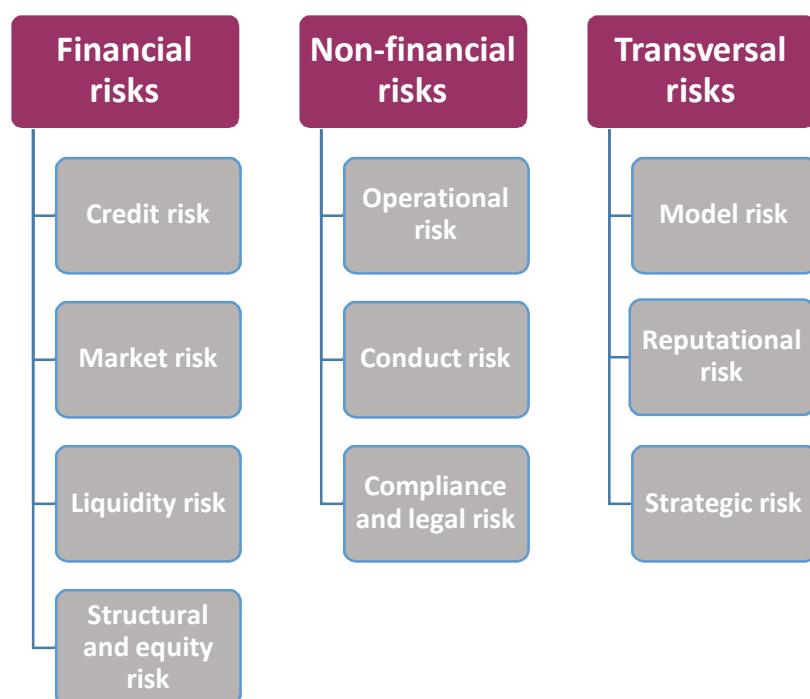 Financial
risks
Credit risk
Market risk
Liquidity risk
Structural
and equity
risk
Non-financial
risks
Operational
risk
Conduct risk
Compliance
and legal risk
Transversal
risks
Model risk
Reputational
risk
Strategic risk